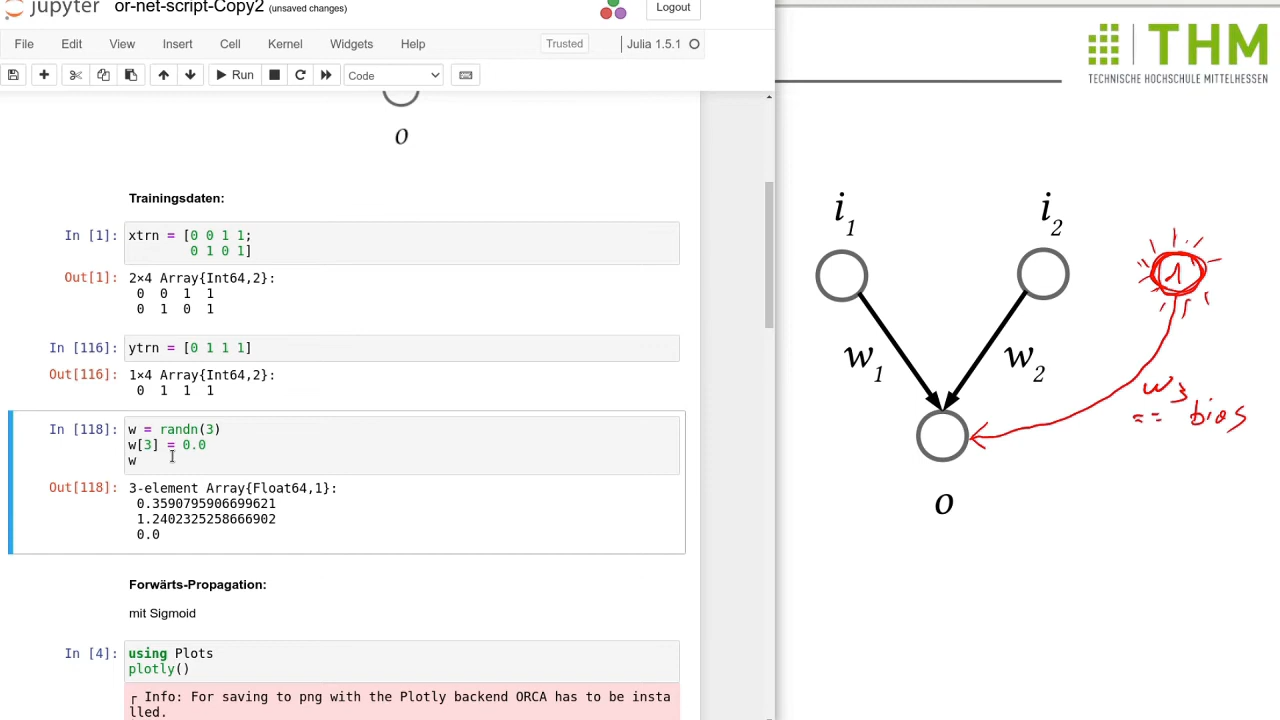 jupyter or-net-script-Copy2 (unsaved changes)
Logout
File Edit View Insert Cell Kernel Widgets Help Trusted Julia 1.5.1
Run Code
o
Trainingsdaten:
In [1]: xtrn = [0 0 1 1;
0 1 0 1]
Out[1]: 2×4 Array{Int64,2}:
0 0 1 1
0 1 0 1
In [116]: ytrn = [0 1 1 1]
Out[116]: 1×4 Array{Int64,2}:
0 1 1 1
In [118]: w = randn(3)
w[3] = 0.0
w
Out[118]: 3-element Array{Float64,1}:
0.3590795906699621
1.2402325258666902
0.0
Forwärts-Propagation:
mit Sigmoid
In [4]: using Plots
plotly()
┌ Info: For saving to png with the Plotly backend ORCA has to be insta
lled.
THM
TECHNISCHE HOCHSCHULE MITTELHESSEN
i1 i2
1
w1 w2
w3
== bias
o